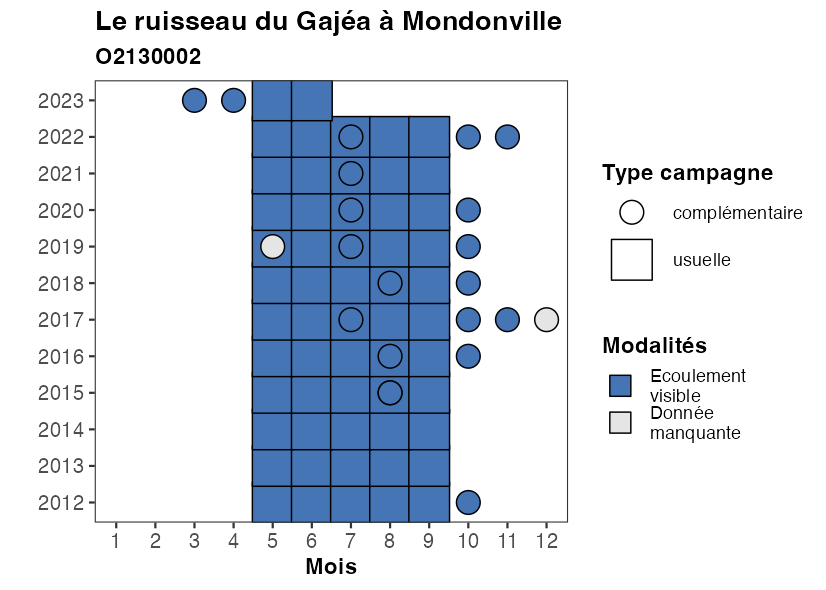 Le ruisseau du Gajéa à Mondonville
O2130002
2023
2022
2021
2020
2019
2018
2017
2016
2015
2014
2013
2012
1 2 3 4 5 6 7 8 9 10 11 12
Mois
Type campagne
complémentaire
usuelle
Modalités
Ecoulement
visible
Donnée
manquante